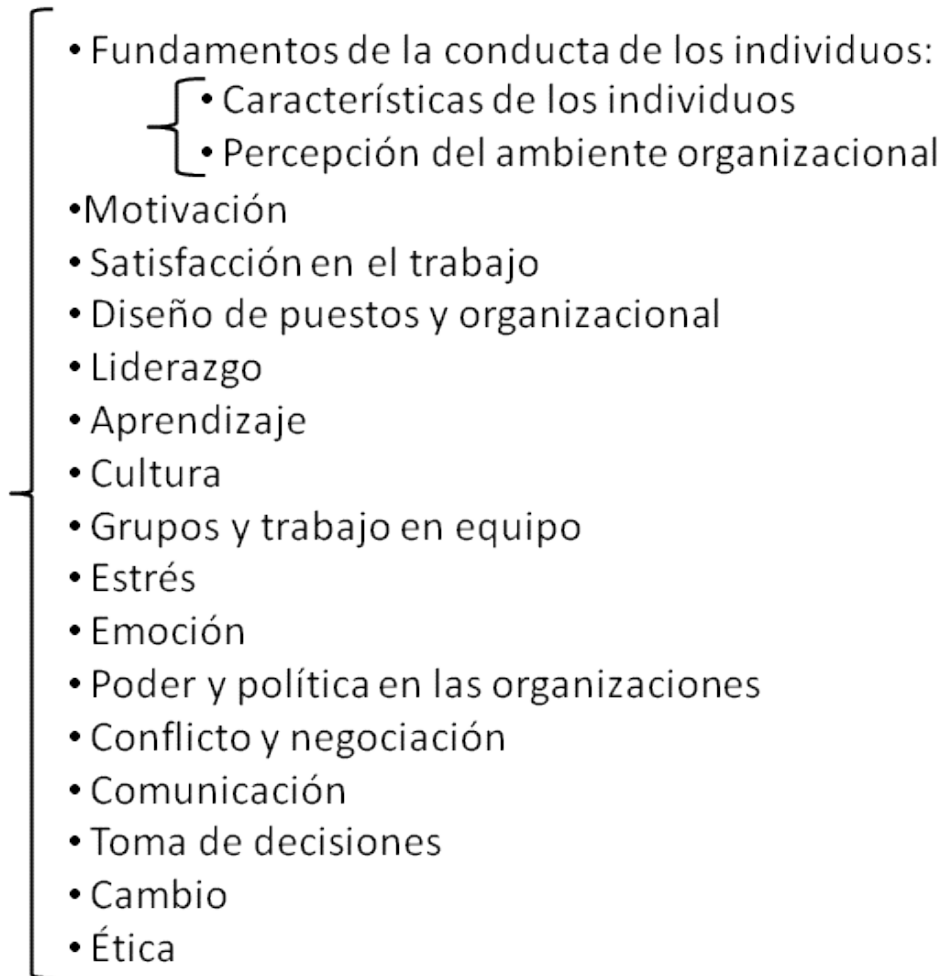 • Fundamentos de la conducta de los individuos:
• Características de los individuos
• Percepción del ambiente organizacional
•Motivación
• Satisfacción en el trabajo
• Diseño de puestos y organizacional
• Liderazgo
• Aprendizaje
• Cultura
• Grupos y trabajo en equipo
• Estrés
• Emoción
• Poder y política en las organizaciones
• Conflicto y negociación
• Comunicación
• Toma de decisiones
• Cambio
• Ética